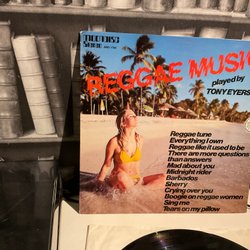 REGGAE MUSIC
played by
TONY EYERS
Reggae tune
Everything I own
Reggae like I used to be
There are more questions
than answers
Mad about you
Midnight rider
Barbados
Sherry
Crying over you
Boogie on reggae women
Sing me
Tears on my pillow